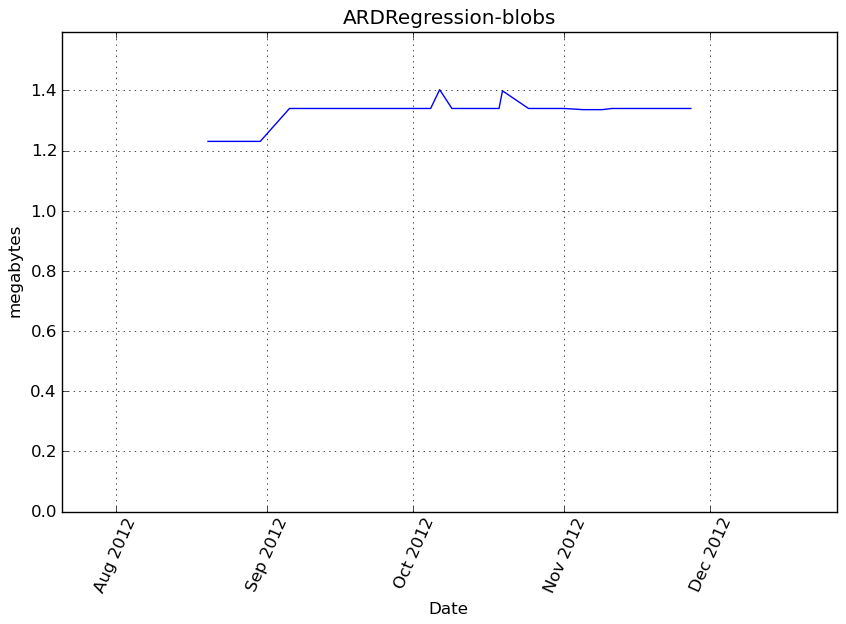 ARDRegression-blobs
megabytes
1.4
1.2
1.0
0.8
0.6
0.4
0.2
0.0
Aug 2012
Sep 2012
Oct 2012
Nov 2012
Dec 2012
Date